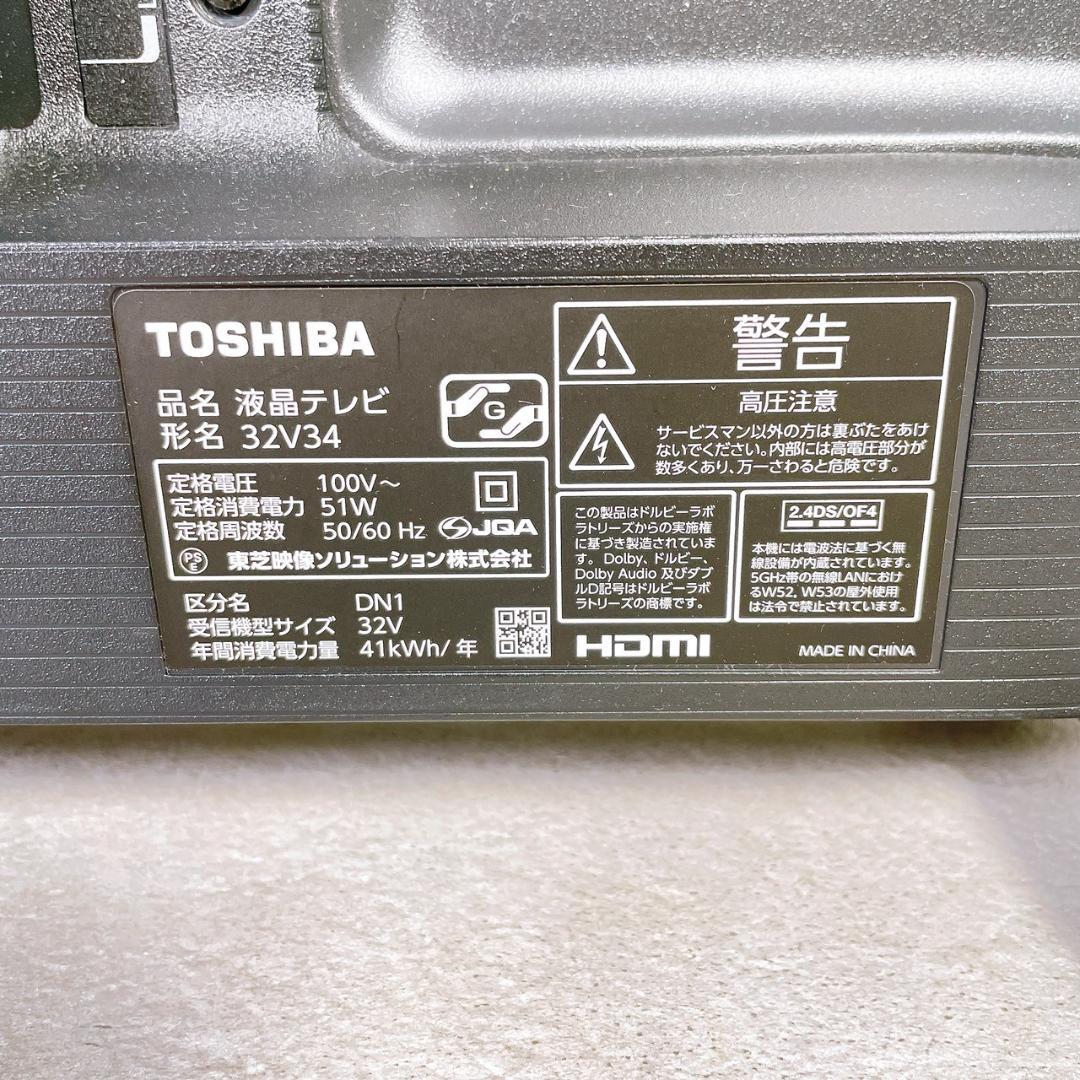 TOSHIBA
品名 液晶テレビ
形名 32V34
G
定格電圧 100V～
定格消費電力 51W
定格周波数 50/60 Hz
JQA
PS
E
東芝映像ソリューション株式会社
区分名 DN1
受信機型サイズ 32V
年間消費電力量 41kWh/年
警告
高圧注意
サービスマン以外の方は裏ぶたをあけ
ないでください。内部には高電圧部分が
数多くあり、万一さわると危険です。
この製品はドルビーラボ
ラトリーズからの実施権
に基づき製造されていま
す。Dolby、ドルビー、
Dolby Audio 及びダブ
ルD記号はドルビーラボ
ラトリーズの商標です。
2.4DS/OF4
本機には電波法に基づく無
線設備が内蔵されています。
5GHz帯の無線LANにおけ
るW52、W53の屋外使用
は法令で禁止されています。
HDMI
MADE IN CHINA